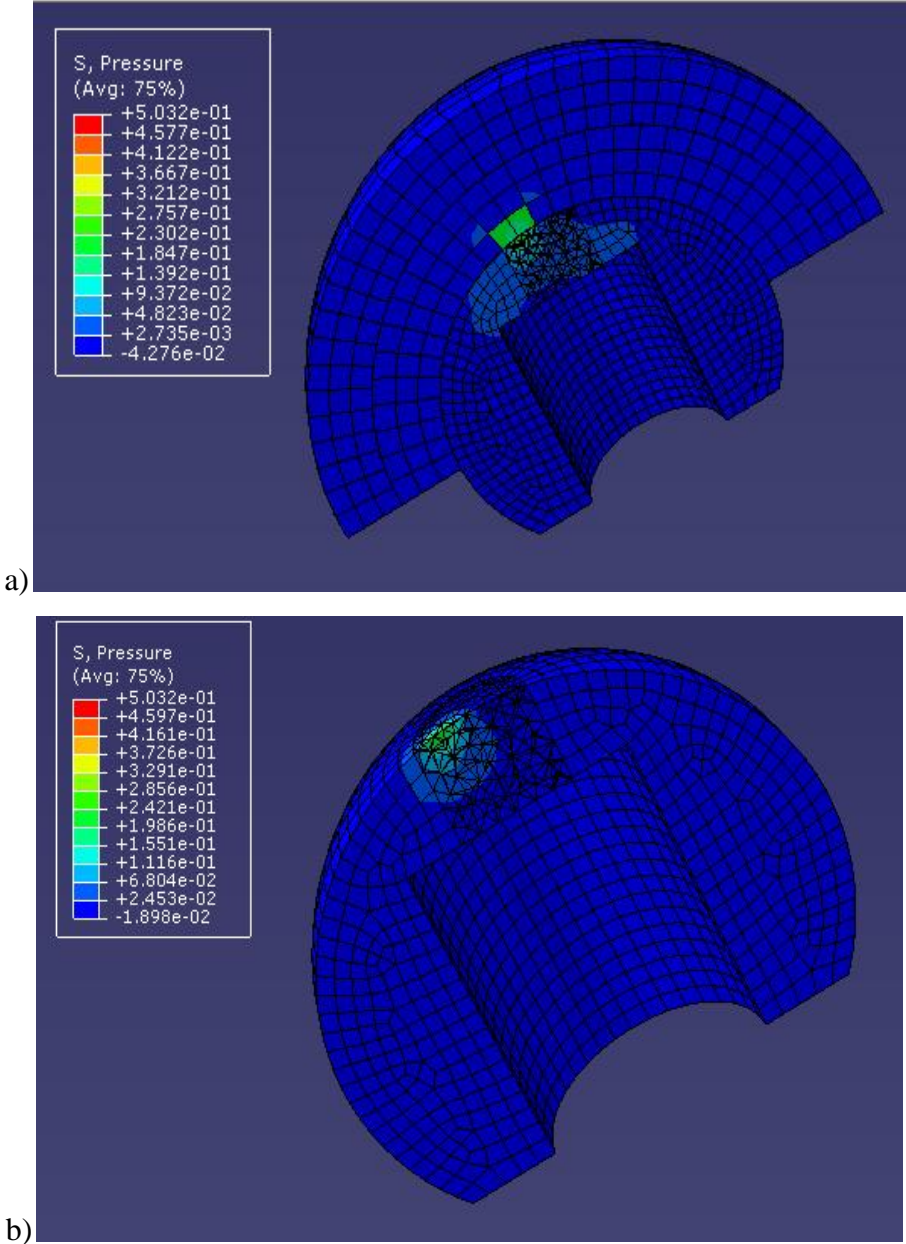 S, Pressure
(Avg: 75%)
+5.032e-01
+4.577e-01
+4.122e-01
+3.667e-01
+3.212e-01
+2.757e-01
+2.302e-01
+1.847e-01
+1.392e-01
+9.372e-02
+4.823e-02
+2.735e-03
-4.276e-02
a)
S, Pressure
(Avg: 75%)
+5.032e-01
+4.597e-01
+4.161e-01
+3.726e-01
+3.291e-01
+2.856e-01
+2.421e-01
+1.986e-01
+1.551e-01
+1.116e-01
+6.804e-02
+2.453e-02
-1.898e-02
b)